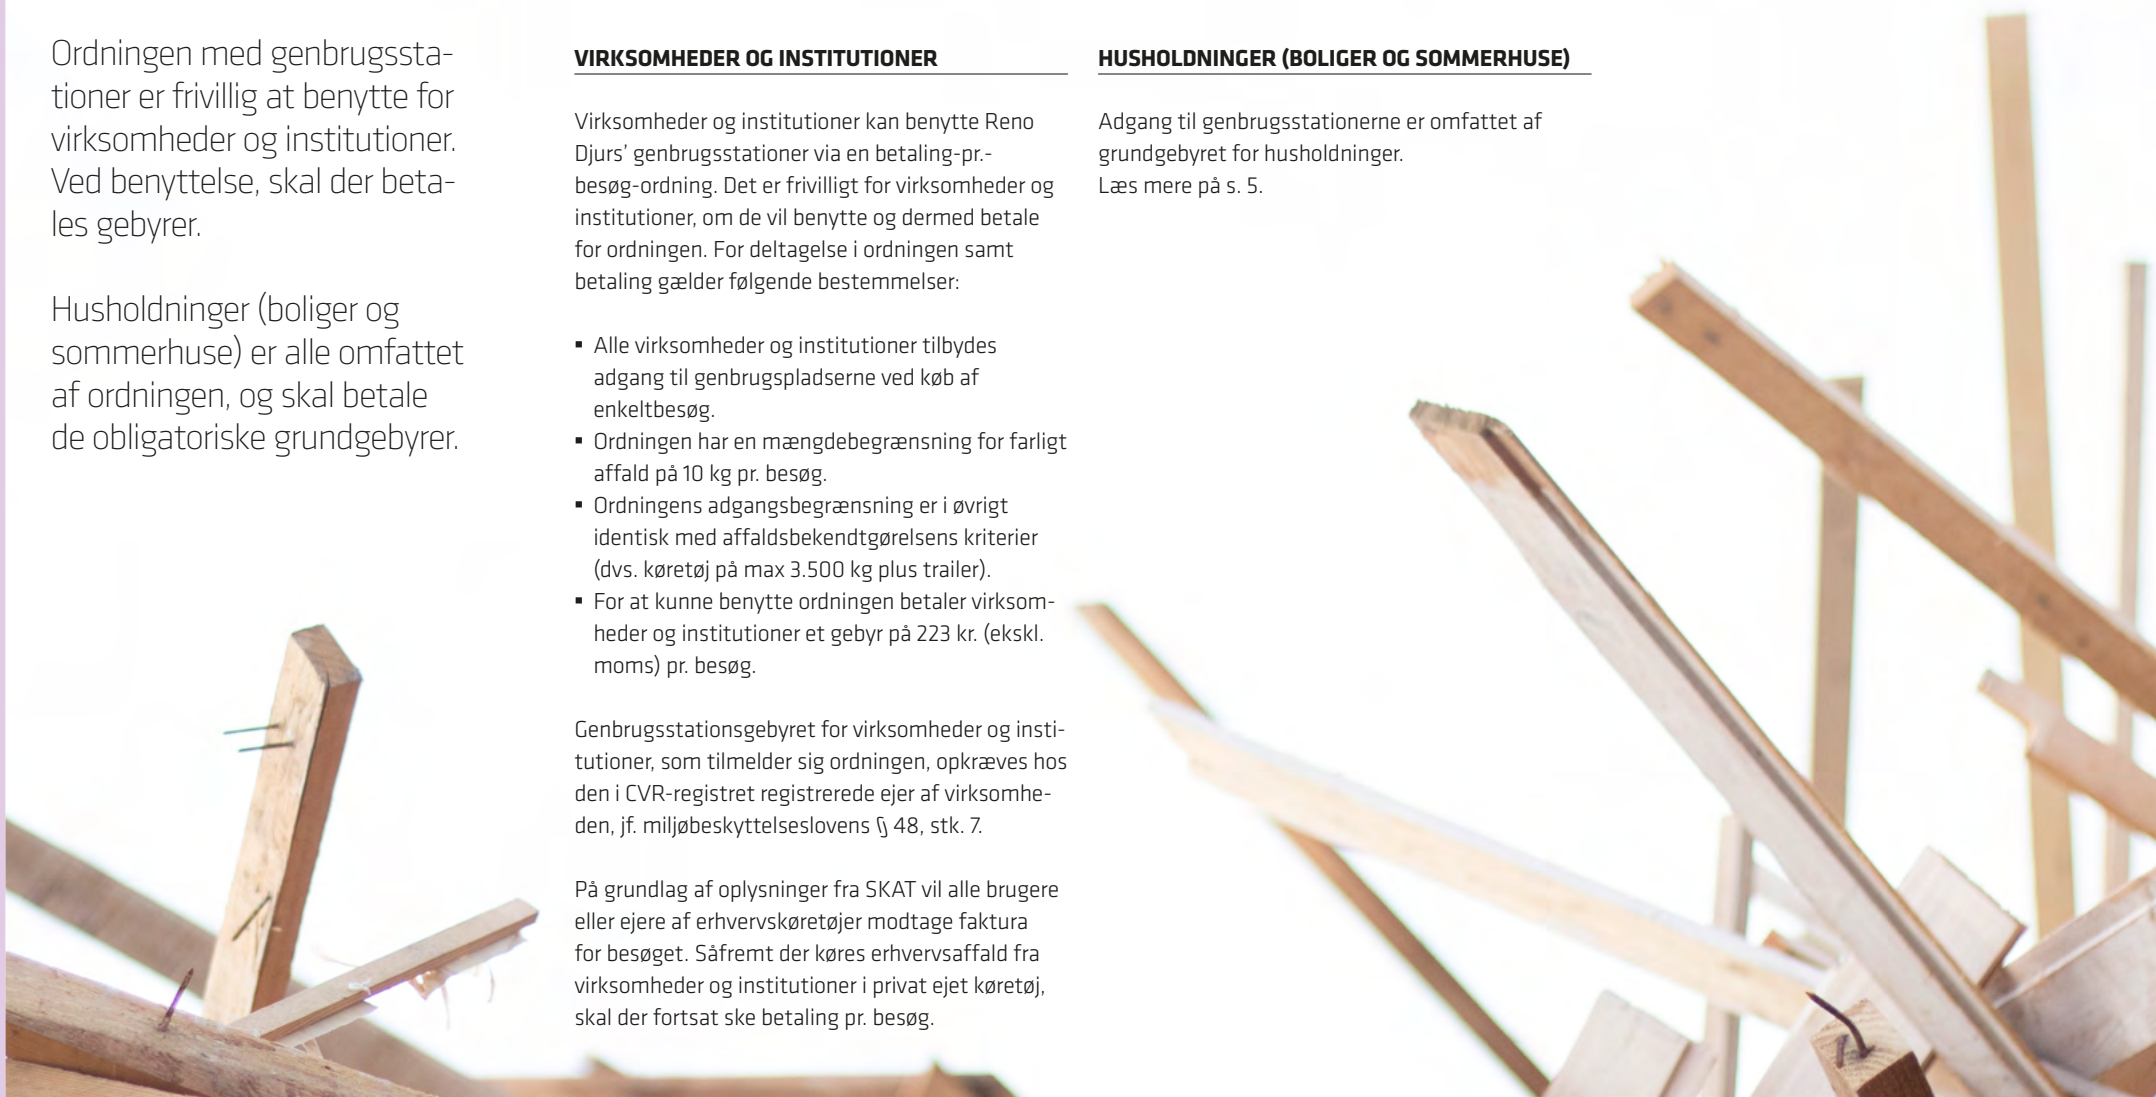 Ordningen med genbrugssta-
tioner er frivillig at benytte for
virksomheder og institutioner.
Ved benyttelse, skal der beta-
les gebyrer.
Husholdninger (boliger og
sommerhuse) er alle omfattet
af ordningen, og skal betale
de obligatoriske grundgebyrer.
VIRKSOMHEDER OG INSTITUTIONER
Virksomheder og institutioner kan benytte Reno
Djurs’ genbrugsstationer via en betaling-pr.-
besøg-ordning. Det er frivilligt for virksomheder og
institutioner, om de vil benytte og dermed betale
for ordningen. For deltagelse i ordningen samt
betaling gælder følgende bestemmelser:
▪ Alle virksomheder og institutioner tilbydes
adgang til genbrugspladserne ved køb af
enkeltbesøg.
▪ Ordningen har en mængdebegrænsning for farligt
affald på 10 kg pr. besøg.
▪ Ordningens adgangsbegrænsning er i øvrigt
identisk med affaldsbekendtgørelsens kriterier
(dvs. køretøj på max 3.500 kg plus trailer).
▪ For at kunne benytte ordningen betaler virksom-
heder og institutioner et gebyr på 223 kr. (ekskl.
moms) pr. besøg.
Genbrugsstationsgebyret for virksomheder og insti-
tutioner, som tilmelder sig ordningen, opkræves hos
den i CVR-registret registrerede ejer af virksomhe-
den, jf. miljøbeskyttelseslovens § 48, stk. 7.
På grundlag af oplysninger fra SKAT vil alle brugere
eller ejere af erhvervskøretøjer modtage faktura
for besøget. Såfremt der køres erhvervsaffald fra
virksomheder og institutioner i privat ejet køretøj,
skal der fortsat ske betaling pr. besøg.
HUSHOLDNINGER (BOLIGER OG SOMMERHUSE)
Adgang til genbrugsstationerne er omfattet af
grundgebyret for husholdninger.
Læs mere på s. 5.